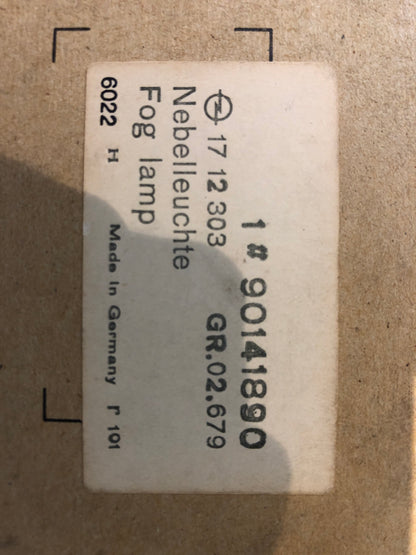 1 # 90141890
17 12 303 GR.02.679
Nebelleuchte
Fog lamp
6022 H Made In Germany r 101